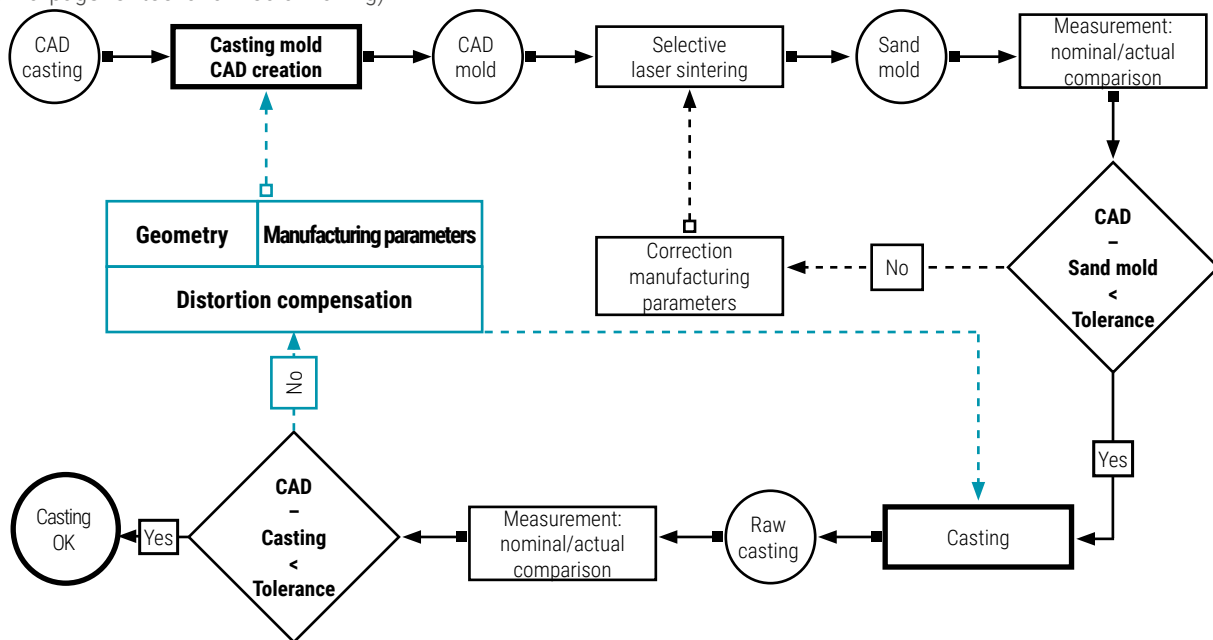 CAD
casting
Casting mold
CAD creation
CAD
mold
Selective
laser sintering
Sand
mold
Measurement:
nominal/actual
comparison
Geometry
Manufacturing parameters
Distortion compensation
Correction
manufacturing
parameters
No
CAD
–
Sand mold
<
Tolerance
No
Yes
Casting
OK
Yes
CAD
–
Casting
<
Tolerance
Measurement:
nominal/actual
comparison
Raw
casting
Casting